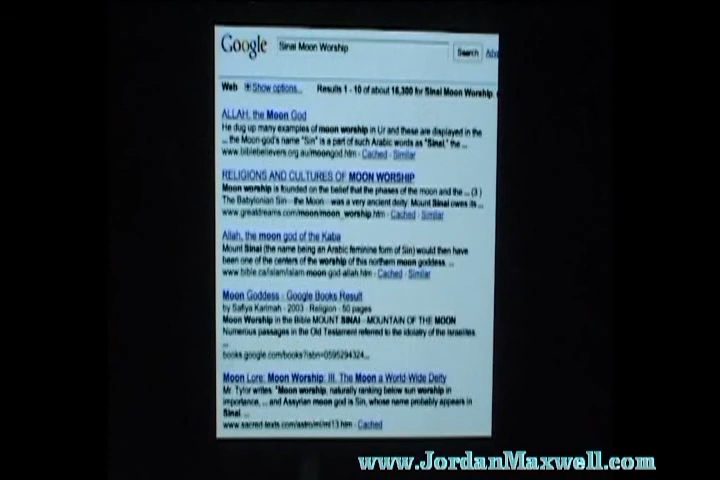 Google Sinai Moon Worship Search
Web Show options... Results 1 - 10 of about 16,300 for Sinai Moon Worship
ALLAH, the Moon God
He dug up many examples of moon worship in Ur and these are displayed in the
... the Moon-god's name "Sin" is a part of such Arabic words as "Sinai," the ...
www.biblebelievers.org.au/moongod.htm - Cached - Similar
RELIGIONS AND CULTURES OF MOON WORSHIP
Moon worship is founded on the belief that the phases of the moon and the ... (3)
The Babylonian Sin -- the Moon -- was a very ancient deity: Mount Sinai owes its ...
www.greatdreams.com/moon/moon_worship.htm - Cached - Similar
Allah, the moon god of the Kaba
Mount Sinai (the name being an Arabic feminine form of Sin) would then have
been one of the centers of the worship of this northern moon goddess. ...
www.bible.ca/islam/islam-moon-god-allah.htm - Cached - Similar
Moon Goddess - Google Books Result
by Safiya Karimah - 2003 - Religion - 50 pages
Moon Worship in the Bible MOUNT SINAI - MOUNTAIN OF THE MOON
Numerous passages in the Old Testament referred to the idolatry of the Israelites.
...
books.google.com/books?isbn=0595294324...
Moon Lore: Moon Worship: III. The Moon a World-Wide Deity
Mr. Tylor writes: "Moon worship, naturally ranking below sun worship in
importance, ... and Assyrian moon god is Sin, whose name probably appears in
Sinai. ...
www.sacred-texts.com/astro/ml/ml13.htm - Cached
www.JordanMaxwell.com